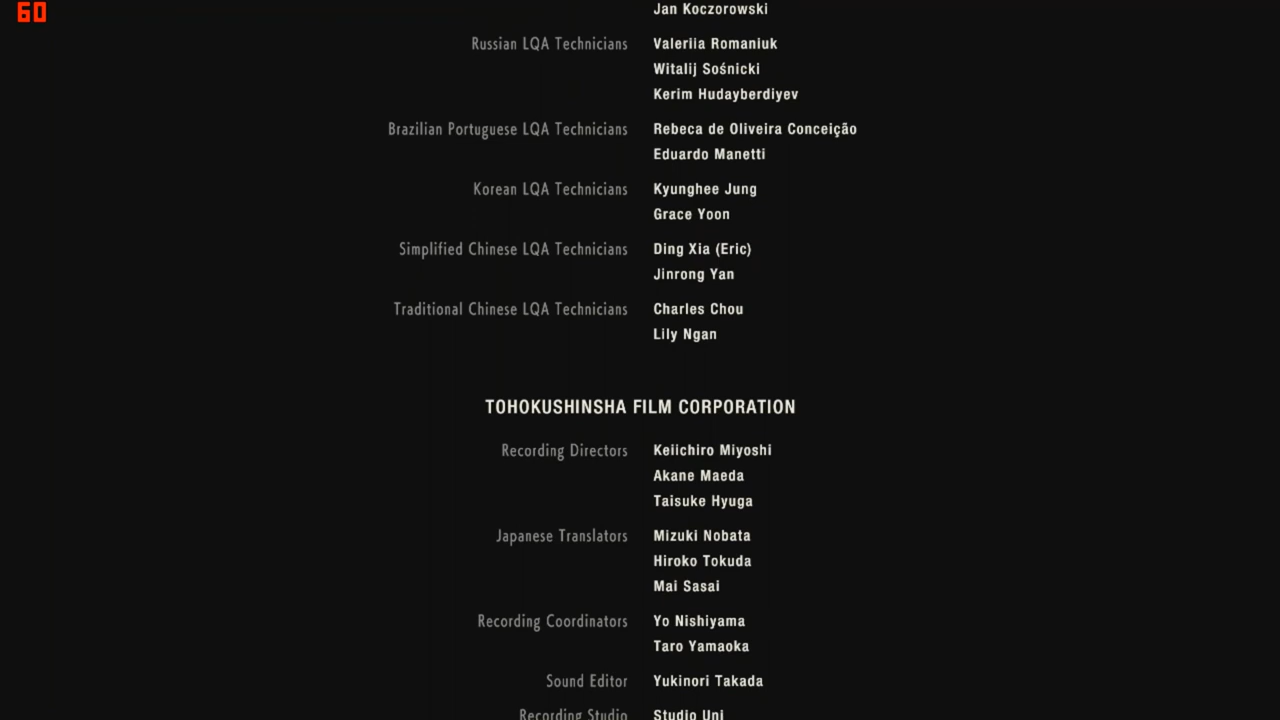 60
Jan Koczorowski
Russian LQA Technicians Valeriia Romaniuk
Witalij Sośnicki
Kerim Hudayberdiyev
Brazilian Portuguese LQA Technicians Rebeca de Oliveira Conceição
Eduardo Manetti
Korean LQA Technicians Kyunghee Jung
Grace Yoon
Simplified Chinese LQA Technicians Ding Xia (Eric)
Jinrong Yan
Traditional Chinese LQA Technicians Charles Chou
Lily Ngan
TOHOKUSHINSHA FILM CORPORATION
Recording Directors Keiichiro Miyoshi
Akane Maeda
Taisuke Hyuga
Japanese Translators Mizuki Nobata
Hiroko Tokuda
Mai Sasai
Recording Coordinators Yo Nishiyama
Taro Yamaoka
Sound Editor Yukinori Takada
Recording Studio Studio Uni